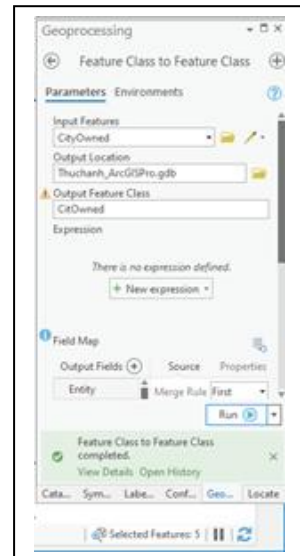 Geoprocessing
Feature Class to Feature Class
Parameters Environments
Input Features
CityOwned
Output Location
Thuchanh_ArcGISPro.gdb
Output Feature Class
CitOwned
Expression
There is no expression defined.
+ New expression
Field Map
Output Fields Source Properties
Entity Merge Rule First
Run
Feature Class to Feature Class
completed.
View Details Open History
Cata... Sym... Labe... Conf... Geo... Locate
Selected Features: 5